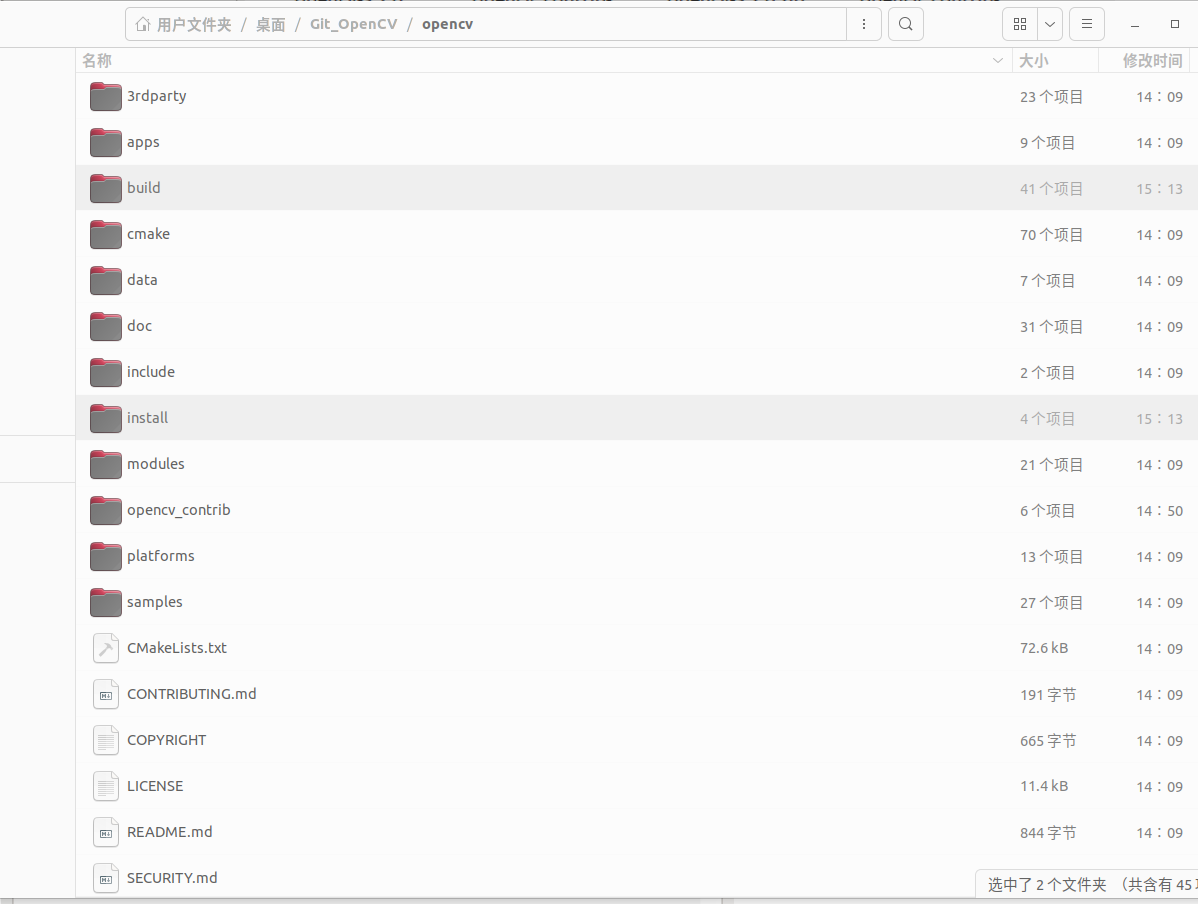 用户文件夹 / 桌面 / Git_OpenCV / opencv
名称 大小 修改时间
3rdparty 23 个项目 14：09
apps 9 个项目 14：09
build 41 个项目 15：13
cmake 70 个项目 14：09
data 7 个项目 14：09
doc 31 个项目 14：09
include 2 个项目 14：09
install 4 个项目 15：13
modules 21 个项目 14：09
opencv_contrib 6 个项目 14：50
platforms 13 个项目 14：09
samples 27 个项目 14：09
CMakeLists.txt 72.6 kB 14：09
CONTRIBUTING.md 191 字节 14：09
COPYRIGHT 665 字节 14：09
LICENSE 11.4 kB 14：09
README.md 844 字节 14：09
SECURITY.md
选中了 2 个文件夹 （共含有 45